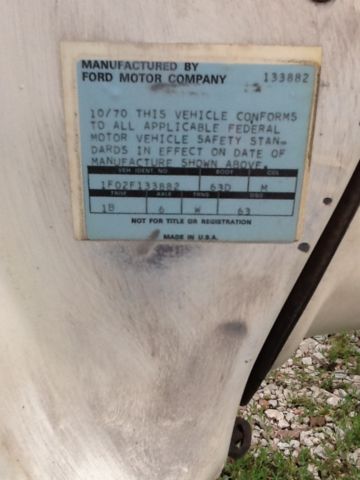 MANUFACTURED BY
FORD MOTOR COMPANY 133882
10/70 THIS VEHICLE CONFORMS
TO ALL APPLICABLE FEDERAL
MOTOR VEHICLE SAFETY STAN-
DARDS IN EFFECT ON DATE OF
MANUFACTURE SHOWN ABOVE.
VEH IDENT. NO. BODY COL
1F02F133882 63D M
TRIM AXLE TRNS DSO
1B 6 W 63
NOT FOR TITLE OR REGISTRATION
MADE IN U.S.A.